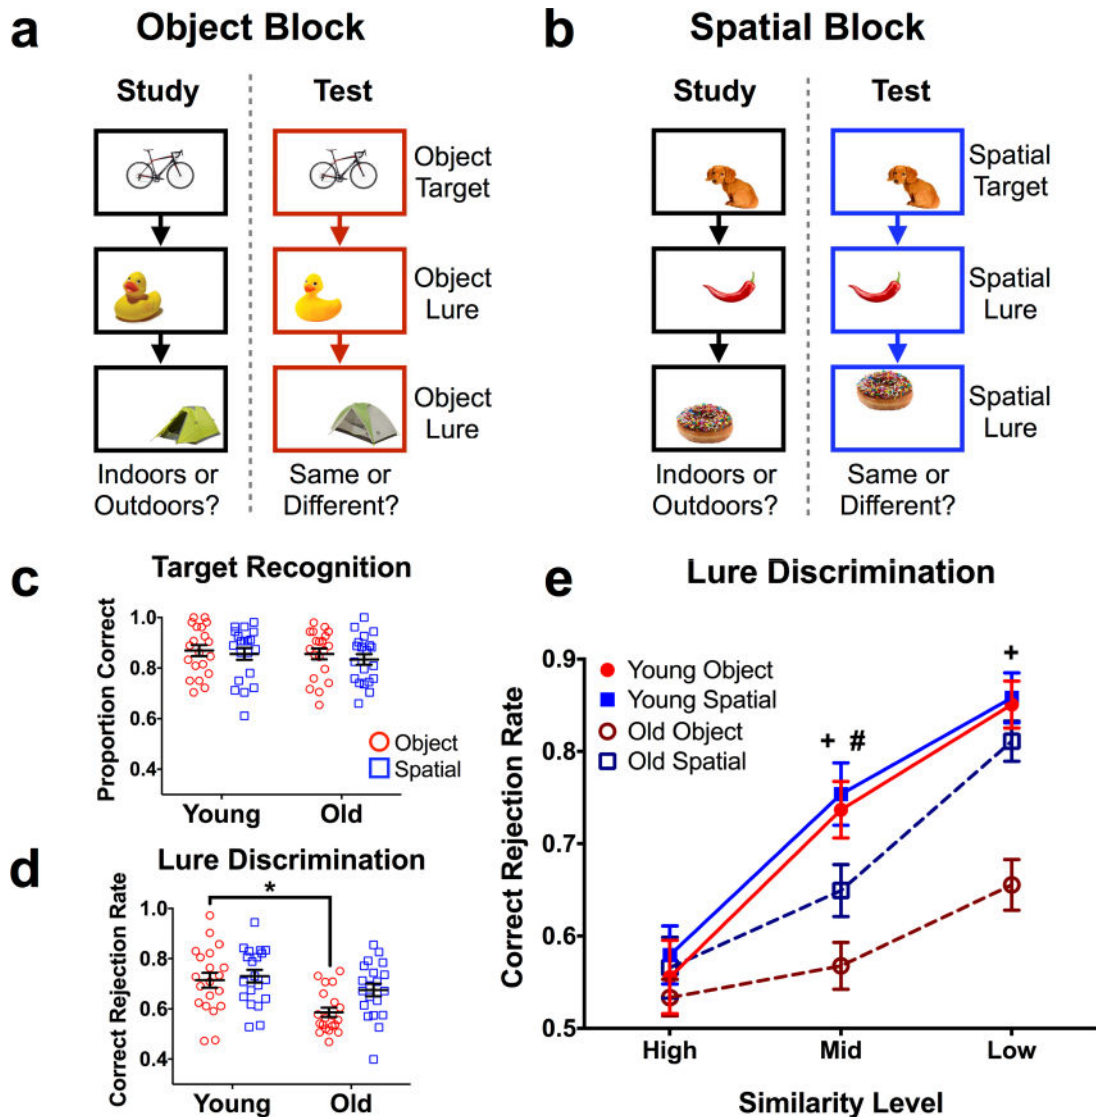 a
Object Block
Study
Test
Object
Target
Object
Lure
Object
Lure
Indoors or
Outdoors?
Same or
Different?
b
Spatial Block
Study
Test
Spatial
Target
Spatial
Lure
Spatial
Lure
Indoors or
Outdoors?
Same or
Different?
c
Target Recognition
Proportion Correct
1.0
0.8
0.6
0.4
Object
Spatial
Young
Old
d
Lure Discrimination
*
Correct Rejection Rate
1.0
0.8
0.6
0.4
Young
Old
e
Lure Discrimination
Young Object
Young Spatial
Old Object
Old Spatial
+ #
+
Correct Rejection Rate
0.9
0.8
0.7
0.6
0.5
High
Mid
Low
Similarity Level